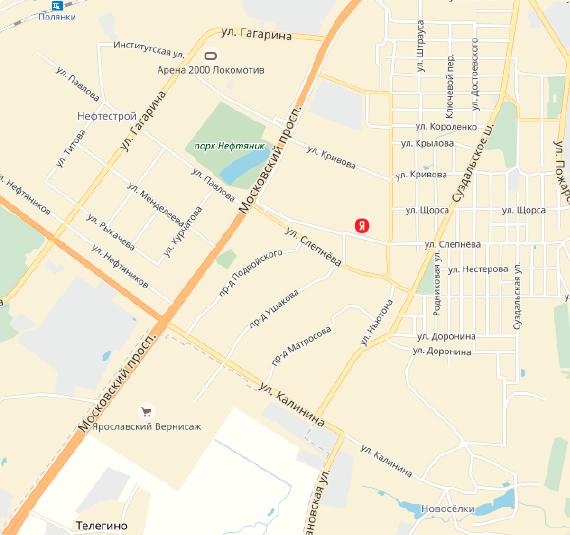 Полянки
ул. Гагарина
Институтская ул.
Арена 2000 Локомотив
ул. Штрауса
Ключевой пер.
ул. Достоевского
ул. Павлова
Нефтестрой
ул. Гагарина
ул. Титова
Московский просп.
парк Нефтяник
ул. Короленко
ул. Крылова
Суздальское ш.
ул. Кривова
ул. Кривова
ул. Нефтяников
ул. Менделеева
ул. Павлова
ул. Рыкачева
ул. Курчатова
Я
ул. Щорса
ул. Щорса
ул. Слепнёва
ул. Слепнёва
ул. Нефтяников
пр-д Подвойского
ул. Нестерова
Родниковая ул.
Суздальская ул.
пр-д Ушакова
ул. Ньютона
пр-д Матросова
ул. Доронина
ул. Доронина
Московский просп.
ул. Калинина
Ярославский Вернисаж
ул. Калинина
ановская ул.
Новосёлки
Телегино
ул. Пожарс